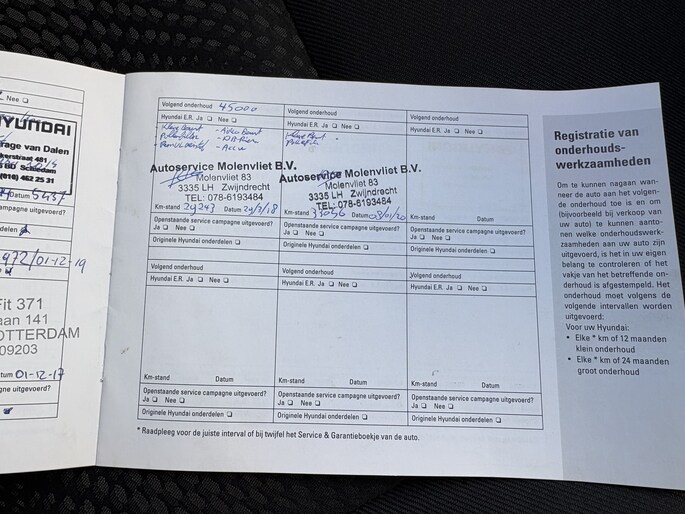 Nee
HYUNDAI
rage van Dalen
kerstraat 481
BD Schiedam
(010) 462 25 31
Datum
ampagne uitgevoerd?
delen
972/01-12-19
Fit 371
aan 141
OTTERDAM
09203
tum 01-12-17
gne uitgevoerd?
Volgend onderhoud 45000
Hyundai E.R. Ja Nee
Autoservice Molenvliet B.V.
Molenvliet 83
3335 LH Zwijndrecht
TEL: 078-6193484
Km-stand 29243 Datum 29/3/18
Openstaande service campagne uitgevoerd?
Ja Nee
Originele Hyundai onderdelen
Volgend onderhoud
Hyundai E.R. Ja Nee
Autoservice Molenvliet B.V.
Molenvliet 83
3335 LH Zwijndrecht
TEL: 078-6193484
Km-stand Datum 03/01/20
Openstaande service campagne uitgevoerd?
Ja Nee
Originele Hyundai onderdelen
Volgend onderhoud
Hyundai E.R. Ja Nee
Km-stand Datum
Openstaande service campagne uitgevoerd?
Ja Nee
Originele Hyundai onderdelen
Volgend onderhoud
Hyundai E.R. Ja Nee
Km-stand Datum
Openstaande service campagne uitgevoerd?
Ja Nee
Originele Hyundai onderdelen
Volgend onderhoud
Hyundai E.R. Ja Nee
Km-stand Datum
Openstaande service campagne uitgevoerd?
Ja Nee
Originele Hyundai onderdelen
Volgend onderhoud
Hyundai E.R. Ja Nee
Km-stand Datum
Openstaande service campagne uitgevoerd?
Ja Nee
Originele Hyundai onderdelen
* Raadpleeg voor de juiste interval of bij twijfel het Service & Garantieboekje van de auto.
Registratie van
onderhouds-
werkzaamheden
Om te kunnen nagaan wan-
neer de auto aan het volgen-
de onderhoud toe is en om
(bijvoorbeeld bij verkoop van
uw auto) te kunnen aanto-
nen welke onderhoudswerk-
zaamheden aan uw auto zijn
uitgevoerd, is het in uw eigen
belang te controleren of het
vakje van het betreffende on-
derhoud is afgestempeld. Het
onderhoud moet volgens de
volgende intervallen worden
uitgevoerd:
Voor uw Hyundai:
• Elke * km of 12 maanden
klein onderhoud
• Elke * km of 24 maanden
groot onderhoud